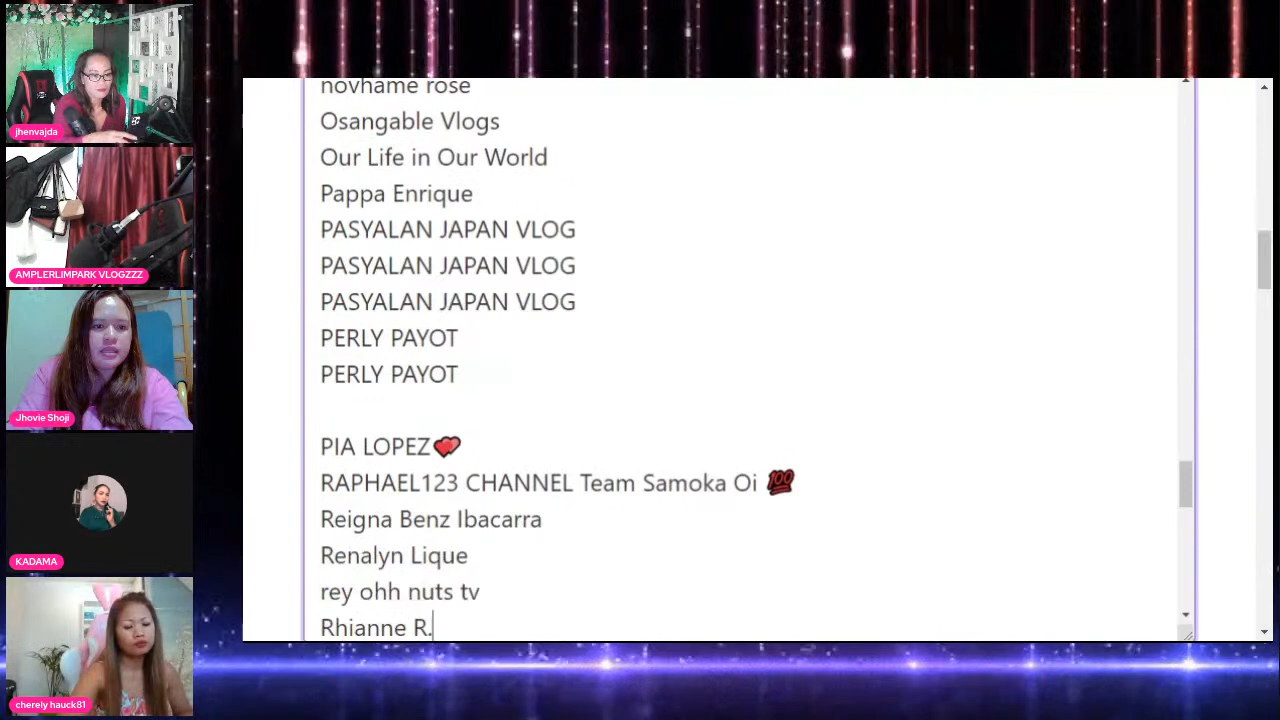 jhenvajda
AMPLERLIMPARK VLOGZZZ
Jhovie Shoji
KADAMA
cherely hauck81
novhame rose
Osangable Vlogs
Our Life in Our World
Pappa Enrique
PASYALAN JAPAN VLOG
PASYALAN JAPAN VLOG
PASYALAN JAPAN VLOG
PERLY PAYOT
PERLY PAYOT
PIA LOPEZ💕
RAPHAEL123 CHANNEL Team Samoka Oi 💯
Reigna Benz Ibacarra
Renalyn Lique
rey ohh nuts tv
Rhianne R.